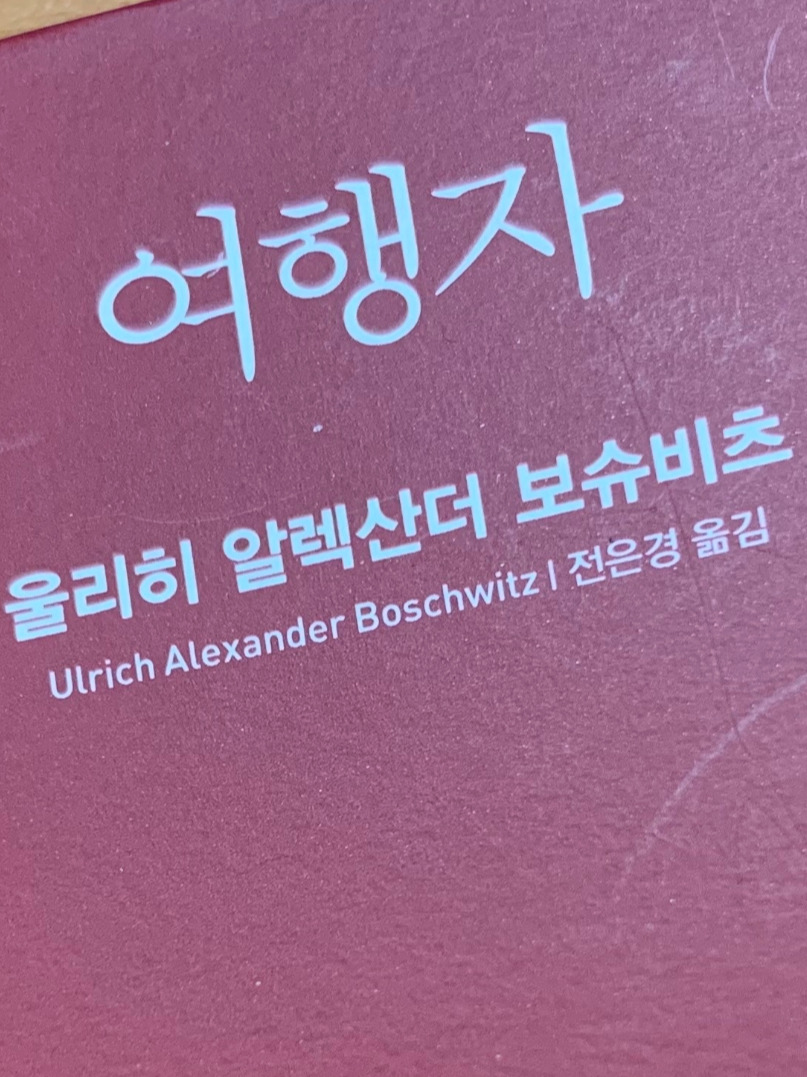 여행자
울리히 알렉산더 보슈비츠
Ulrich Alexander Boschwitz | 전은경 옮김